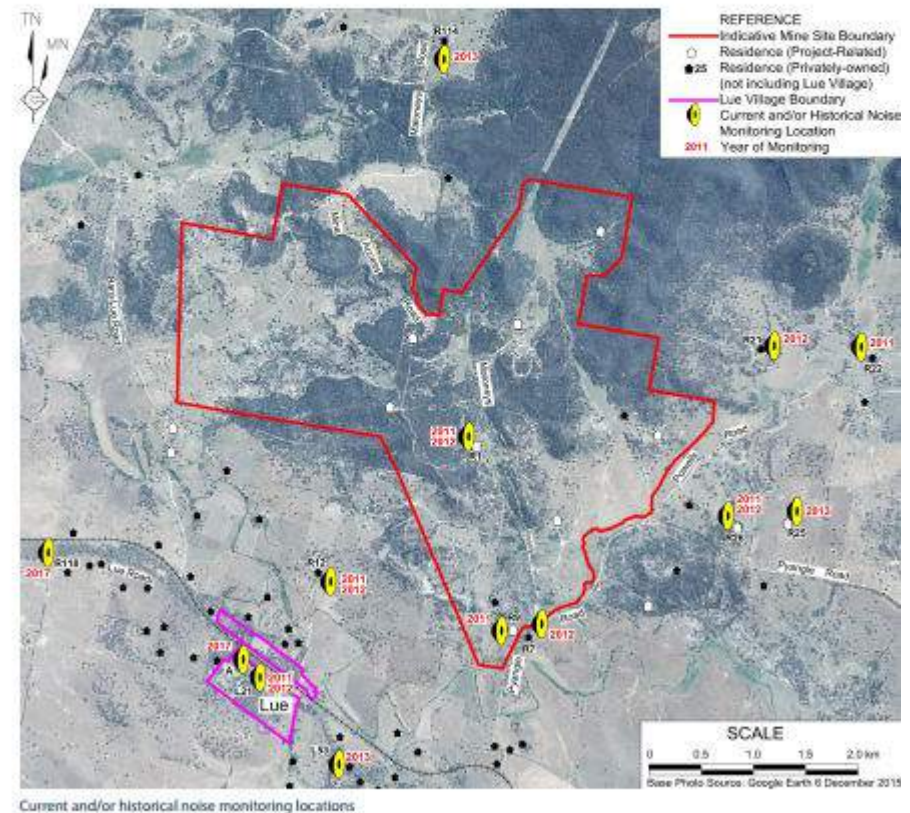 TN
MN
REFERENCE
Indicative Mine Site Boundary
Residence (Project-Related)
25 Residence (Privately-owned)
(not including Lue Village)
Lue Village Boundary
Current and/or Historical Noise
Monitoring Location
2011 Year of Monitoring
R114
2013
2012
R22
2011
2011
2012
2011
2012
2013
R25
Pyangle Road
2017
R118
Lue Road
R12
2011
2012
2011
R7
2012
Road
2017
A
L21
2011
2012
Lue
2013
SCALE
0 0.5 1.0 1.5 2.0 km
Base Photo Source: Google Earth 6 December 2015
Current and/or historical noise monitoring locations